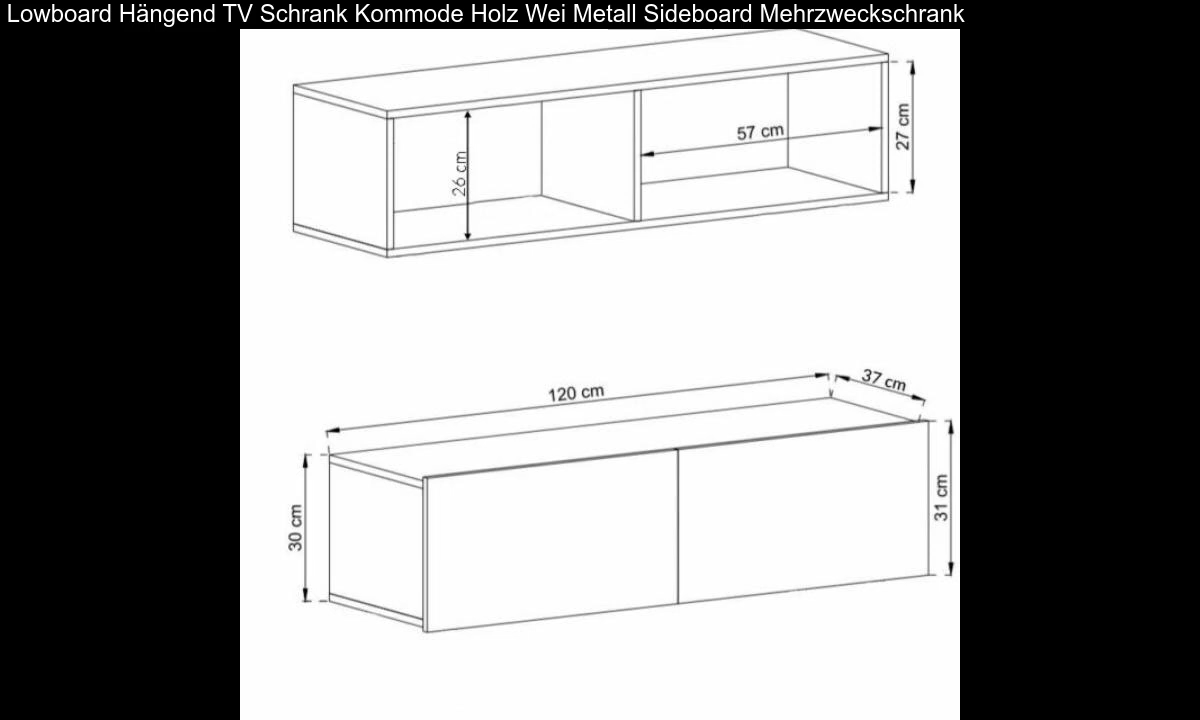 Lowboard Hängend TV Schrank Kommode Holz Wei Metall Sideboard Mehrzweckschrank
57 cm
27 cm
26 cm
120 cm
37 cm
30 cm
31 cm